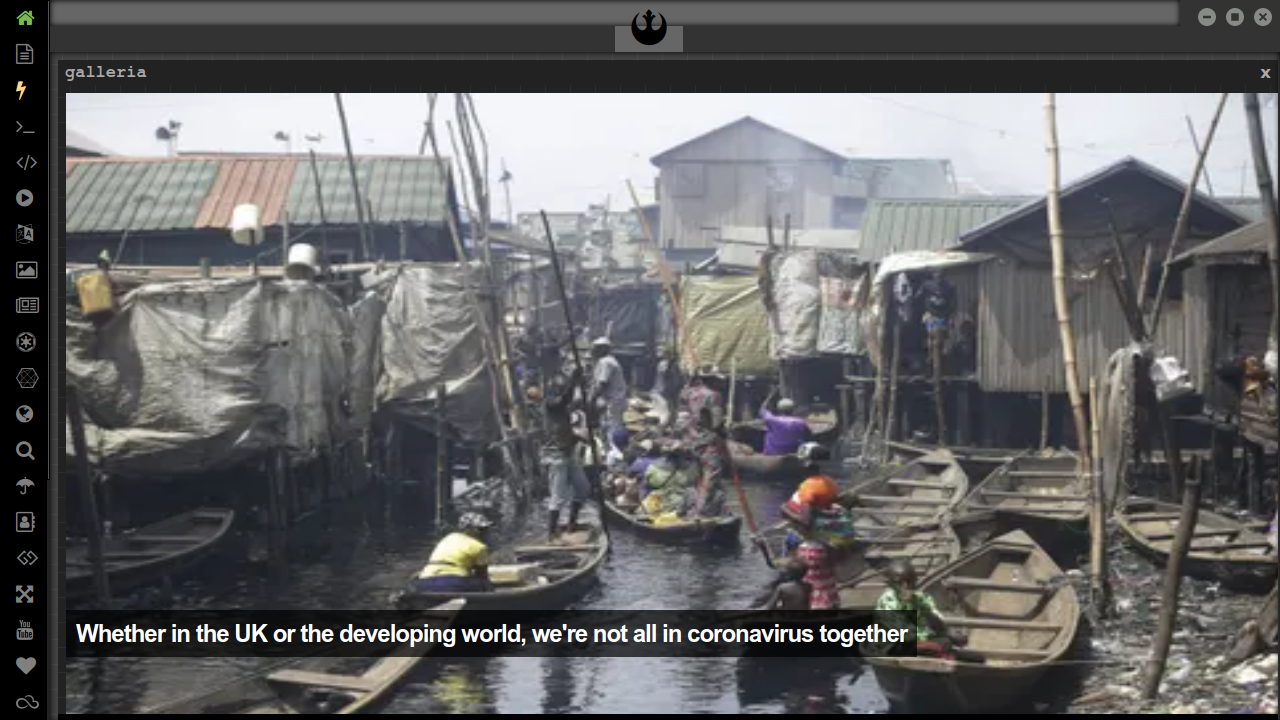 galleria
x
Whether in the UK or the developing world, we're not all in coronavirus together
You
Tube